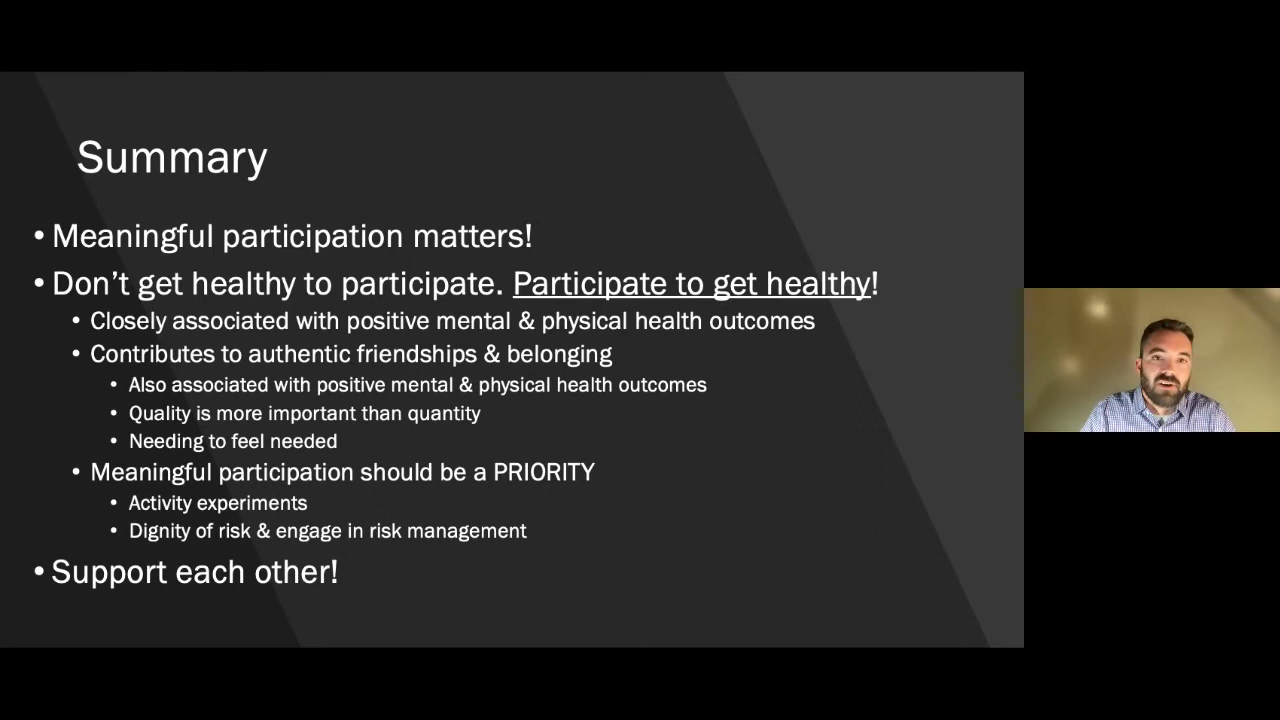 Summary
• Meaningful participation matters!
• Don’t get healthy to participate. Participate to get healthy!
• Closely associated with positive mental & physical health outcomes
• Contributes to authentic friendships & belonging
• Also associated with positive mental & physical health outcomes
• Quality is more important than quantity
• Needing to feel needed
• Meaningful participation should be a PRIORITY
• Activity experiments
• Dignity of risk & engage in risk management
• Support each other!